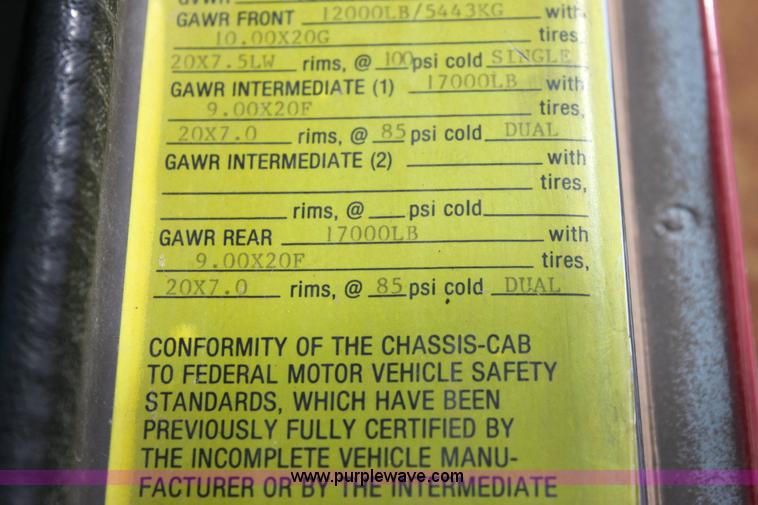 GVWR
GAWR FRONT 12000LB/5443KG with
10.00X20G tires,
20X7.5LW rims, @ 100 psi cold SINGLE
GAWR INTERMEDIATE (1) 17000LB with
9.00X20F tires,
20X7.0 rims, @ 85 psi cold DUAL
GAWR INTERMEDIATE (2) with
tires,
rims, @ psi cold
GAWR REAR 17000LB with
9.00X20F tires,
20X7.0 rims, @ 85 psi cold DUAL
CONFORMITY OF THE CHASSIS-CAB
TO FEDERAL MOTOR VEHICLE SAFETY
STANDARDS, WHICH HAVE BEEN
PREVIOUSLY FULLY CERTIFIED BY
THE INCOMPLETE VEHICLE MANU-
www.purplewave.com
FACTURER OR BY THE INTERMEDIATE